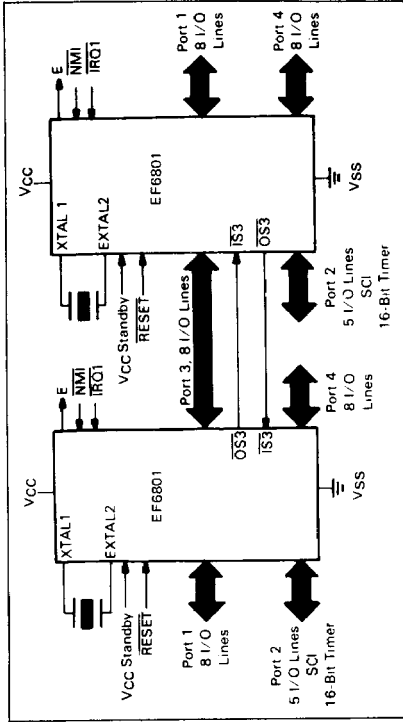 VCC
XTAL1
EXTAL2
E
NMI
IRQ1
VCC Standby
RESET
EF6801
Port 1
8 I/O
Lines
OS3
IS3
Port 2
5 I/O Lines
SCI
16-Bit Timer
Port 4
8 I/O
Lines
VSS
Port 3, 8 I/O Lines
VCC
XTAL 1
EXTAL2
E
NMI
IRQ1
VCC Standby
RESET
EF6801
Port 1
8 I/O
Lines
IS3
OS3
Port 2
5 I/O Lines
SCI
16-Bit Timer
Port 4
8 I/O
Lines
VSS